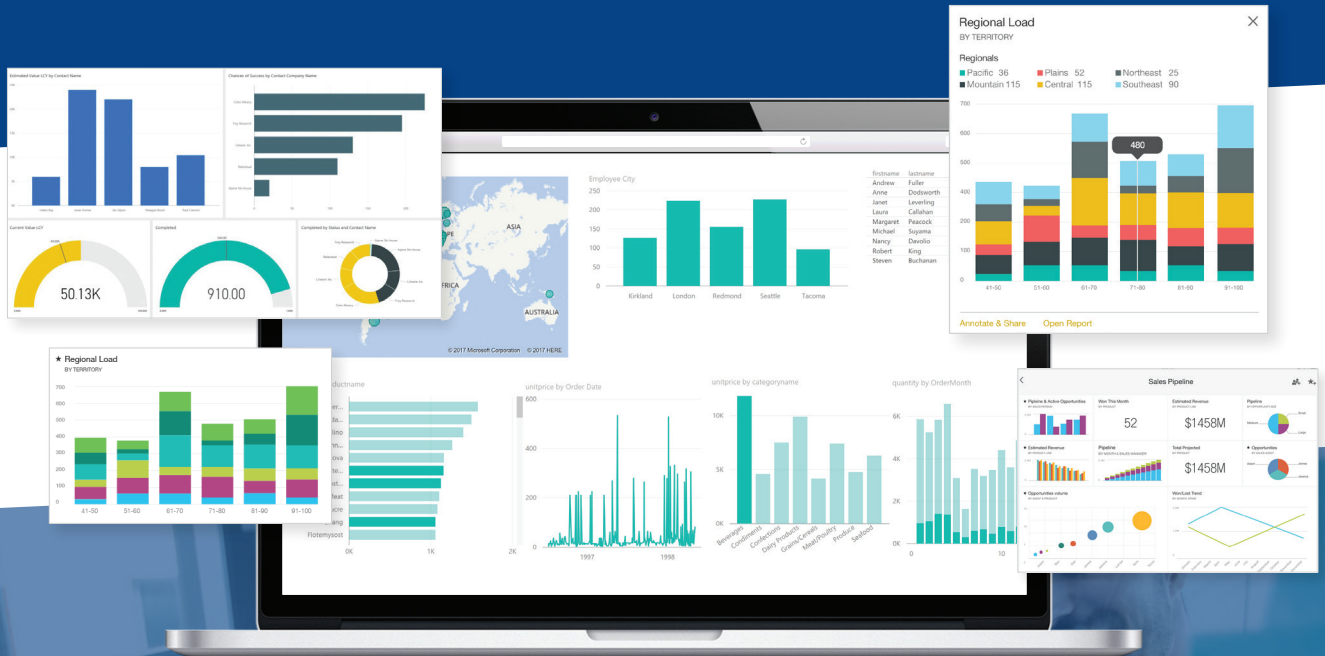 Estimated Value LCY by Contact Name
Chances of Success by Contact Company Name
Current Value LCY
50.13K
Completed
910.00
Completed by Status and Contact Name
★ Regional Load
BY TERRITORY
700
600
500
400
300
200
100
0
41-50
51-60
61-70
71-80
81-90
91-100
ASIA
AUSTRALIA
© 2017 Microsoft Corporation © 2017 HERE
Employee City
250
200
150
100
50
0
Kirkland
London
Redmond
Seattle
Tacoma
firstname lastname
Andrew Fuller
Anne Dodsworth
Janet Leverling
Laura Callahan
Margaret Peacock
Michael Suyama
Nancy Davolio
Robert King
Steven Buchanan
ductname
Flotemysost
0K
1K
2K
unitprice by Order Date
600
400
200
0
1997
1998
unitprice by categoryname
10K
5K
0K
Beverages
Condiments
Confections
Dairy Products
Grains/Cereals
Meat/Poultry
Produce
Seafood
quantity by OrderMonth
6K
4K
2K
0K
0
10
Regional Load
BY TERRITORY
Regionals
Pacific 36
Plains 52
Northeast 25
Mountain 115
Central 115
Southeast 90
700
600
500
400
200
100
0
480
41-50
51-60
61-70
71-80
81-90
91-100
Annotate & Share
Open Report
Sales Pipeline
Won This Month
52
Estimated Revenue
$1458M
Pipeline
Estimated Revenue
Pipeline
BY MONTH & SALES MANAGER
Total Projected
$1458M
Opportunities
Opportunities volume
Won/Lost Trend